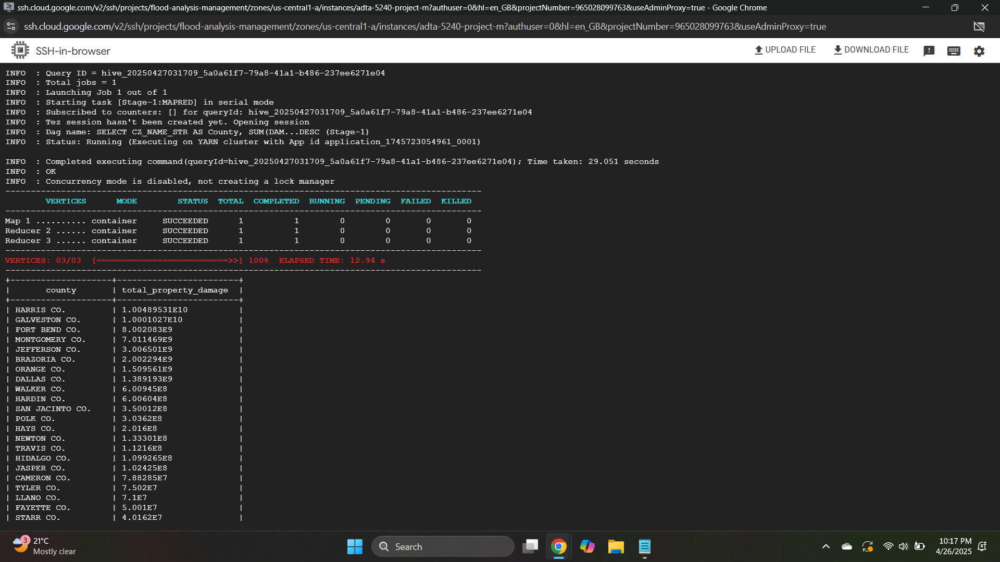 ssh.cloud.google.com/v2/ssh/projects/flood-analysis-management/zones/us-central1-a/instances/adta-5240-project-m?authuser=0&hl=en_GB&projectNumber=965028099763&useAdminProxy=true - Google Chrome
ssh.cloud.google.com/v2/ssh/projects/flood-analysis-management/zones/us-central1-a/instances/adta-5240-project-m?authuser=0&hl=en_GB&projectNumber=965028099763&useAdminProxy=true
SSH-in-browser
UPLOAD FILE
DOWNLOAD FILE
INFO  : Query ID = hive_20250427031709_5a0a61f7-79a8-41a1-b486-237ee6271e04
INFO  : Total jobs = 1
INFO  : Launching Job 1 out of 1
INFO  : Starting task [Stage-1:MAPRED] in serial mode
INFO  : Subscribed to counters: [] for queryId: hive_20250427031709_5a0a61f7-79a8-41a1-b486-237ee6271e04
INFO  : Tez session hasn't been created yet. Opening session
INFO  : Dag name: SELECT CZ_NAME_STR AS County, SUM(DAM...DESC (Stage-1)
INFO  : Status: Running (Executing on YARN cluster with App id application_1745723054961_0001)
INFO  : Completed executing command(queryId=hive_20250427031709_5a0a61f7-79a8-41a1-b486-237ee6271e04); Time taken: 29.051 seconds
INFO  : OK
INFO  : Concurrency mode is disabled, not creating a lock manager
----------------------------------------------------------------------------------------------
        VERTICES      MODE        STATUS  TOTAL  COMPLETED  RUNNING  PENDING  FAILED  KILLED
----------------------------------------------------------------------------------------------
Map 1 .......... container     SUCCEEDED      1          1        0        0       0       0
Reducer 2 ...... container     SUCCEEDED      1          1        0        0       0       0
Reducer 3 ...... container     SUCCEEDED      1          1        0        0       0       0
----------------------------------------------------------------------------------------------
VERTICES: 03/03  [==========================>>] 100%  ELAPSED TIME: 12.94 s
----------------------------------------------------------------------------------------------
+--------------------+------------------------+
|       county       | total_property_damage  |
+--------------------+------------------------+
| HARRIS CO.         | 1.00489531E10          |
| GALVESTON CO.      | 1.0001027E10           |
| FORT BEND CO.      | 8.002083E9             |
| MONTGOMERY CO.     | 7.011469E9             |
| JEFFERSON CO.      | 3.006501E9             |
| BRAZORIA CO.       | 2.002294E9             |
| ORANGE CO.         | 1.509561E9             |
| DALLAS CO.         | 1.389193E9             |
| WALKER CO.         | 6.00945E8              |
| HARDIN CO.         | 6.00604E8              |
| SAN JACINTO CO.    | 3.50012E8              |
| POLK CO.           | 3.0362E8               |
| HAYS CO.           | 2.016E8                |
| NEWTON CO.         | 1.33301E8              |
| TRAVIS CO.         | 1.1216E8               |
| HIDALGO CO.        | 1.099265E8             |
| JASPER CO.         | 1.02425E8              |
| CAMERON CO.        | 7.88285E7              |
| TYLER CO.          | 7.502E7                |
| LLANO CO.          | 7.1E7                  |
| FAYETTE CO.        | 5.001E7                |
| STARR CO.          | 4.0162E7               |
3
21°C
Mostly clear
Search
10:17 PM
4/26/2025